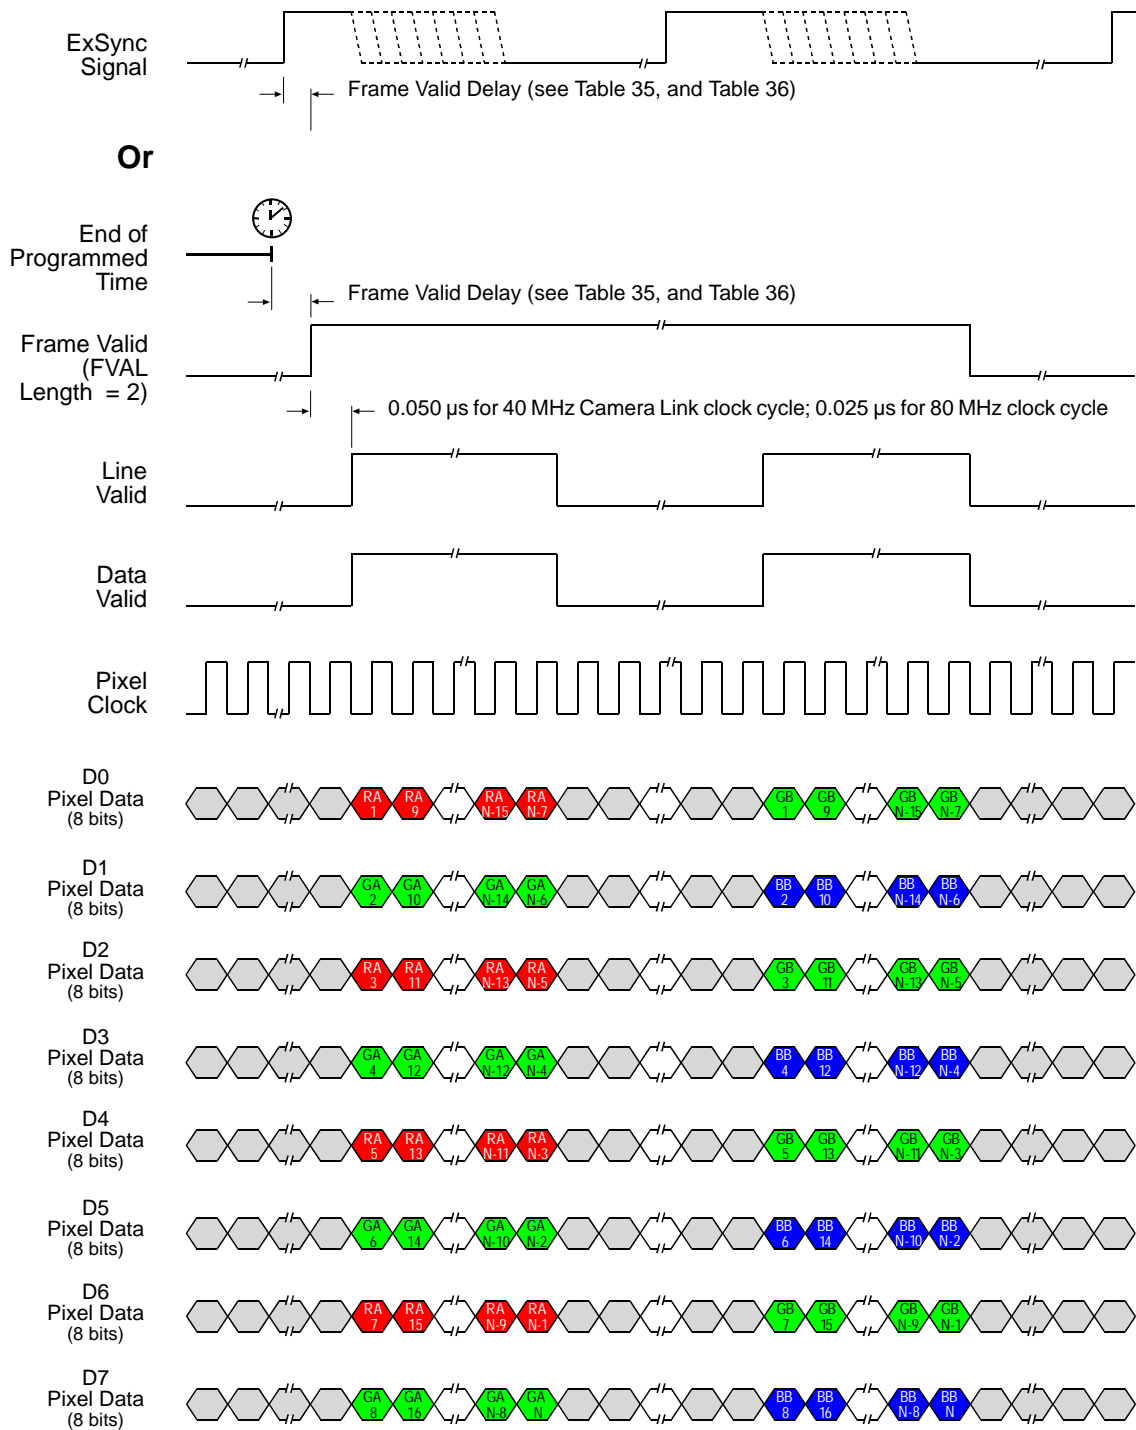 ExSync
Signal
Frame Valid Delay (see Table 35, and Table 36)
Or
End of
Programmed
Time
Frame Valid Delay (see Table 35, and Table 36)
Frame Valid
(FVAL
Length = 2)
0.050 µs for 40 MHz Camera Link clock cycle; 0.025 µs for 80 MHz clock cycle
Line
Valid
Data
Valid
Pixel
Clock
D0
Pixel Data
(8 bits)
RA RA RA RA GB GB GB GB
1 9 N-15 N-7 1 9 N-15 N-7
D1
Pixel Data
(8 bits)
GA GA GA GA BB BB BB BB
2 10 N-14 N-6 2 10 N-14 N-6
D2
Pixel Data
(8 bits)
RA RA RA RA GB GB GB GB
3 11 N-13 N-5 3 11 N-13 N-5
D3
Pixel Data
(8 bits)
GA GA GA GA BB BB BB BB
4 12 N-12 N-4 4 12 N-12 N-4
D4
Pixel Data
(8 bits)
RA RA RA RA GB GB GB GB
5 13 N-11 N-3 5 13 N-11 N-3
D5
Pixel Data
(8 bits)
GA GA GA GA BB BB BB BB
6 14 N-10 N-2 6 14 N-10 N-2
D6
Pixel Data
(8 bits)
RA RA RA RA GB GB GB GB
7 15 N-9 N-1 7 15 N-9 N-1
D7
Pixel Data
(8 bits)
GA GA GA GA BB BB BB BB
8 16 N-8 N 8 16 N-8 N